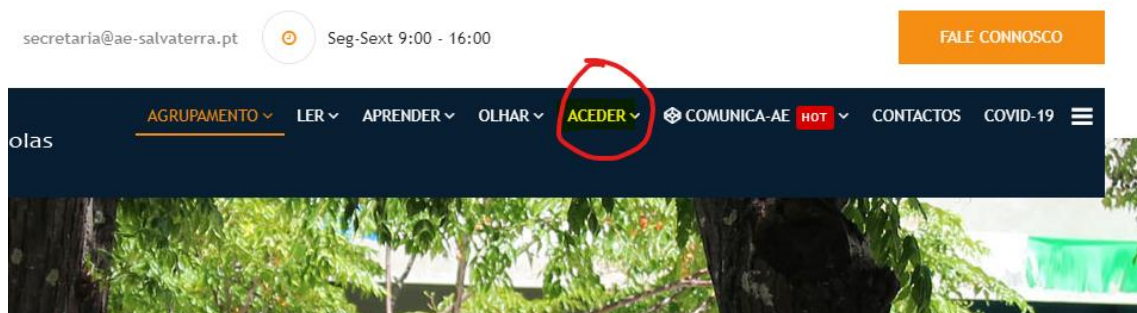 secretaria@ae-salvaterra.pt Seg-Sext 9:00 - 16:00 FALE CONNOSCO
AGRUPAMENTO LER APRENDER OLHAR ACEDER COMUNICA-AE HOT CONTACTOS COVID-19
olas